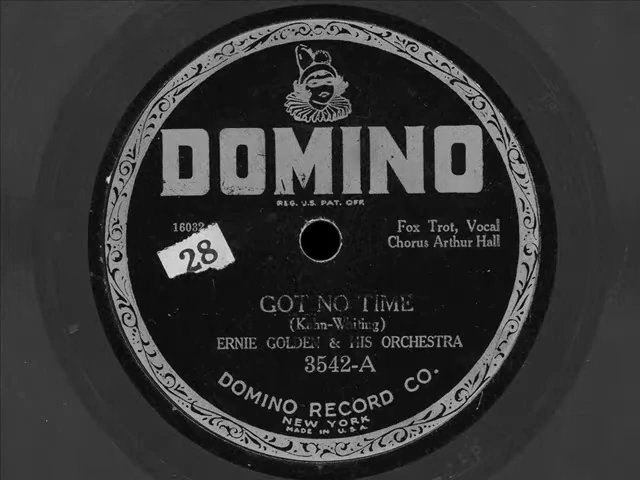 DOMINO
REG. U.S. PAT. OFF.
Fox Trot, Vocal
Chorus Arthur Hall
28
GOT NO TIME
(Kahn-Whiting)
ERNIE GOLDEN & HIS ORCHESTRA
3542-A
DOMINO RECORD CO.
NEW YORK
MADE IN U.S.A.